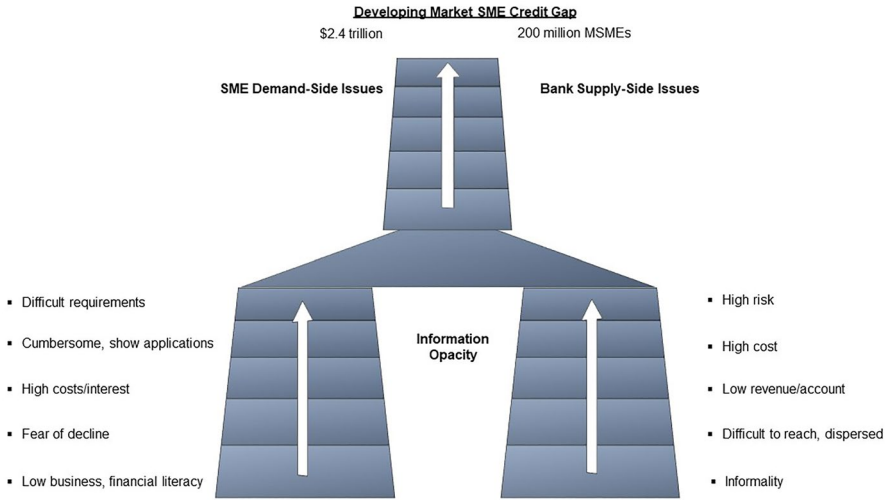 Developing Market SME Credit Gap
$2.4 trillion
200 million MSMEs
SME Demand-Side Issues
Bank Supply-Side Issues
▪ Difficult requirements
▪ Cumbersome, show applications
▪ High costs/interest
▪ Fear of decline
▪ Low business, financial literacy
Information
Opacity
▪ High risk
▪ High cost
▪ Low revenue/account
▪ Difficult to reach, dispersed
▪ Informality